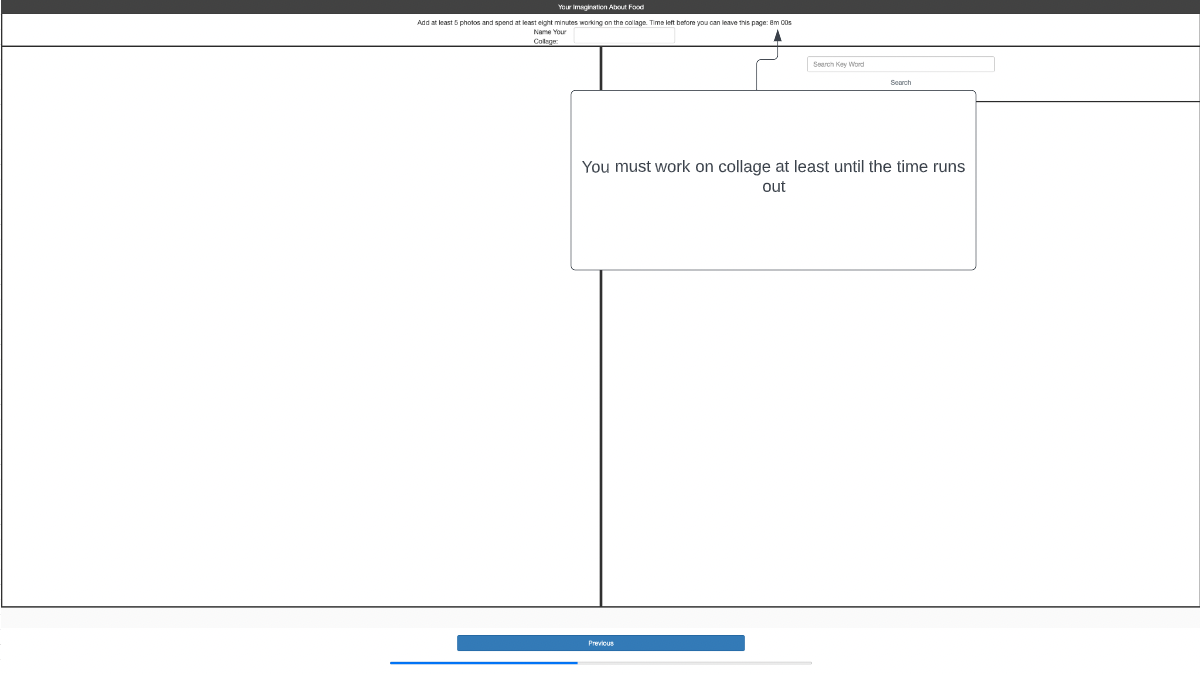 Your Imagination About Food
Add at least 5 photos and spend at least eight minutes working on the collage. Time left before you can leave this page: 8m 00s
Name Your
Collage:
Search Key Word
Search
You must work on collage at least until the time runs
out
Previous